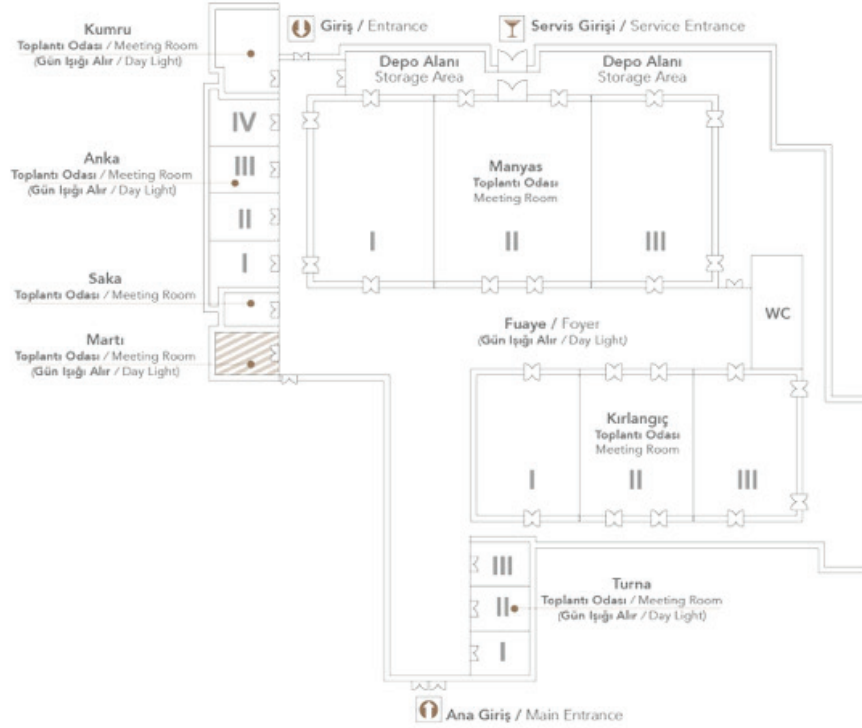 Giriş / Entrance
Servis Girişi / Service Entrance
Kumru
Toplantı Odası / Meeting Room
(Gün Işığı Alır / Day Light)
Depo Alanı
Storage Area
Depo Alanı
Storage Area
IV
III
II
I
Anka
Toplantı Odası / Meeting Room
(Gün Işığı Alır / Day Light)
Manyas
Toplantı Odası
Meeting Room
I
II
III
Saka
Toplantı Odası / Meeting Room
Martı
Toplantı Odası / Meeting Room
(Gün Işığı Alır / Day Light)
Fuaye / Foyer
(Gün Işığı Alır / Day Light)
WC
Kırlangıç
Toplantı Odası
Meeting Room
I
II
III
III
II
I
Turna
Toplantı Odası / Meeting Room
(Gün Işığı Alır / Day Light)
Ana Giriş / Main Entrance